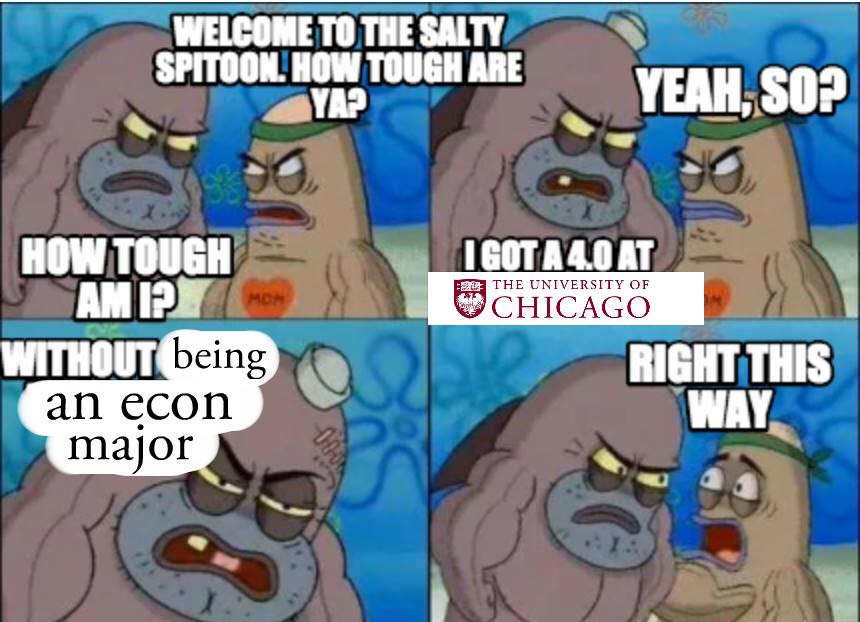 WELCOME TO THE SALTY
SPITOON. HOW TOUGH ARE
YA?
HOW TOUGH
AM I?
MOM
YEAH, SO?
I GOT A 4.0 AT
THE UNIVERSITY OF
CHICAGO
OM
WITHOUT being
an econ
major
RIGHT THIS
WAY